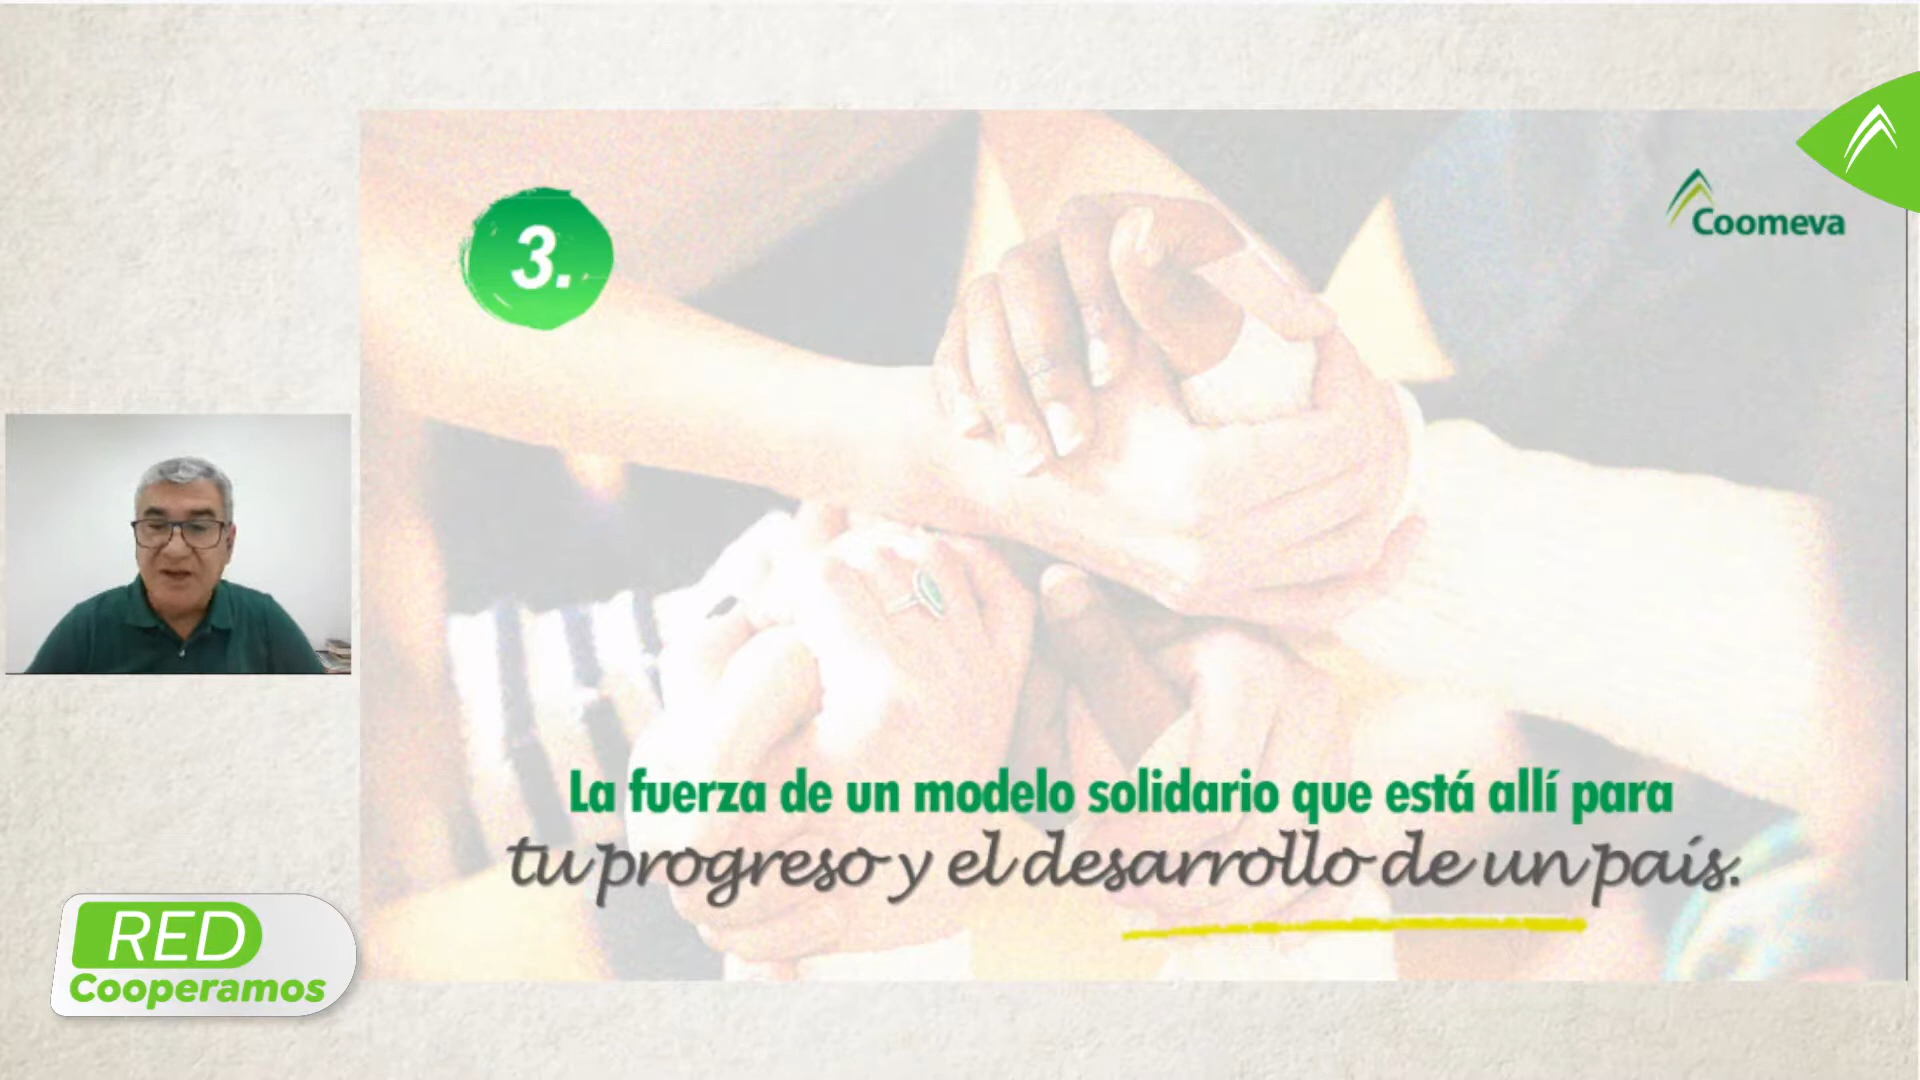 3.
Coomeva
La fuerza de un modelo solidario que está allí para
tu progreso y el desarrollo de un país.
RED
Cooperamos